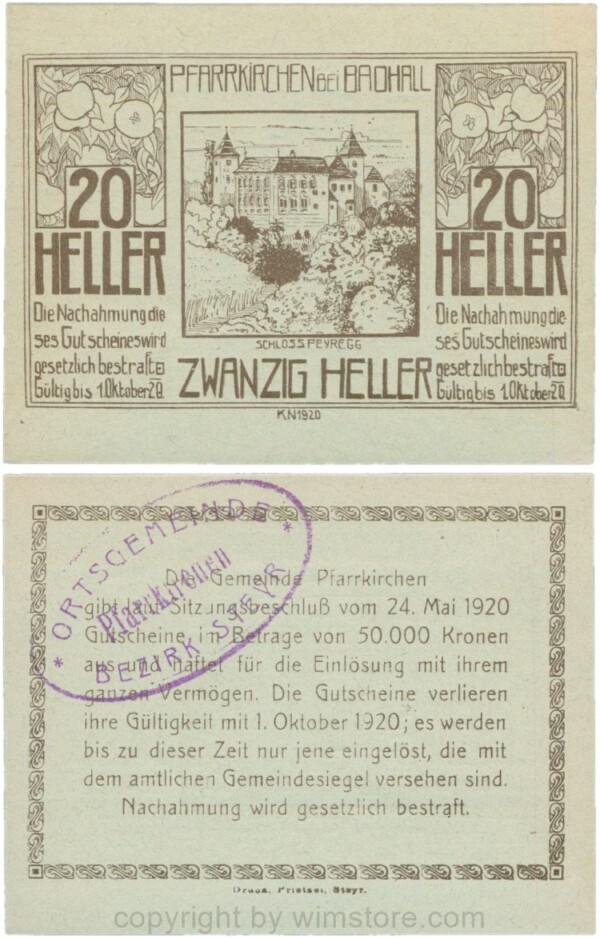 PFARRKIRCHEN BEI BADHALL
20
HELLER
Die Nachahmung die
ses Gutscheines wird
gesetzlich bestraft
Gültig bis 1.Oktober 20.
SCHLOSS FEYREGG
ZWANZIG HELLER
20
HELLER
Die Nachahmung die
ses Gutscheines wird
gesetzlich bestraft
Gültig bis 1.Oktober 20
K.N 1920
* ORTSGEMEINDE *
Pfarrkirchen
BEZIRK STEYR
Die Gemeinde Pfarrkirchen
gibt laut Sitzungsbeschluß vom 24. Mai 1920
Gutscheine im Betrage von 50.000 Kronen
aus und haftet für die Einlösung mit ihrem
ganzen Vermögen. Die Gutscheine verlieren
ihre Gültigkeit mit 1. Oktober 1920; es werden
bis zu dieser Zeit nur jene eingelöst, die mit
dem amtlichen Gemeindesiegel versehen sind.
Nachahmung wird gesetzlich bestraft.
Druck. Prietzel, Steyr.
copyright by wimstore.com